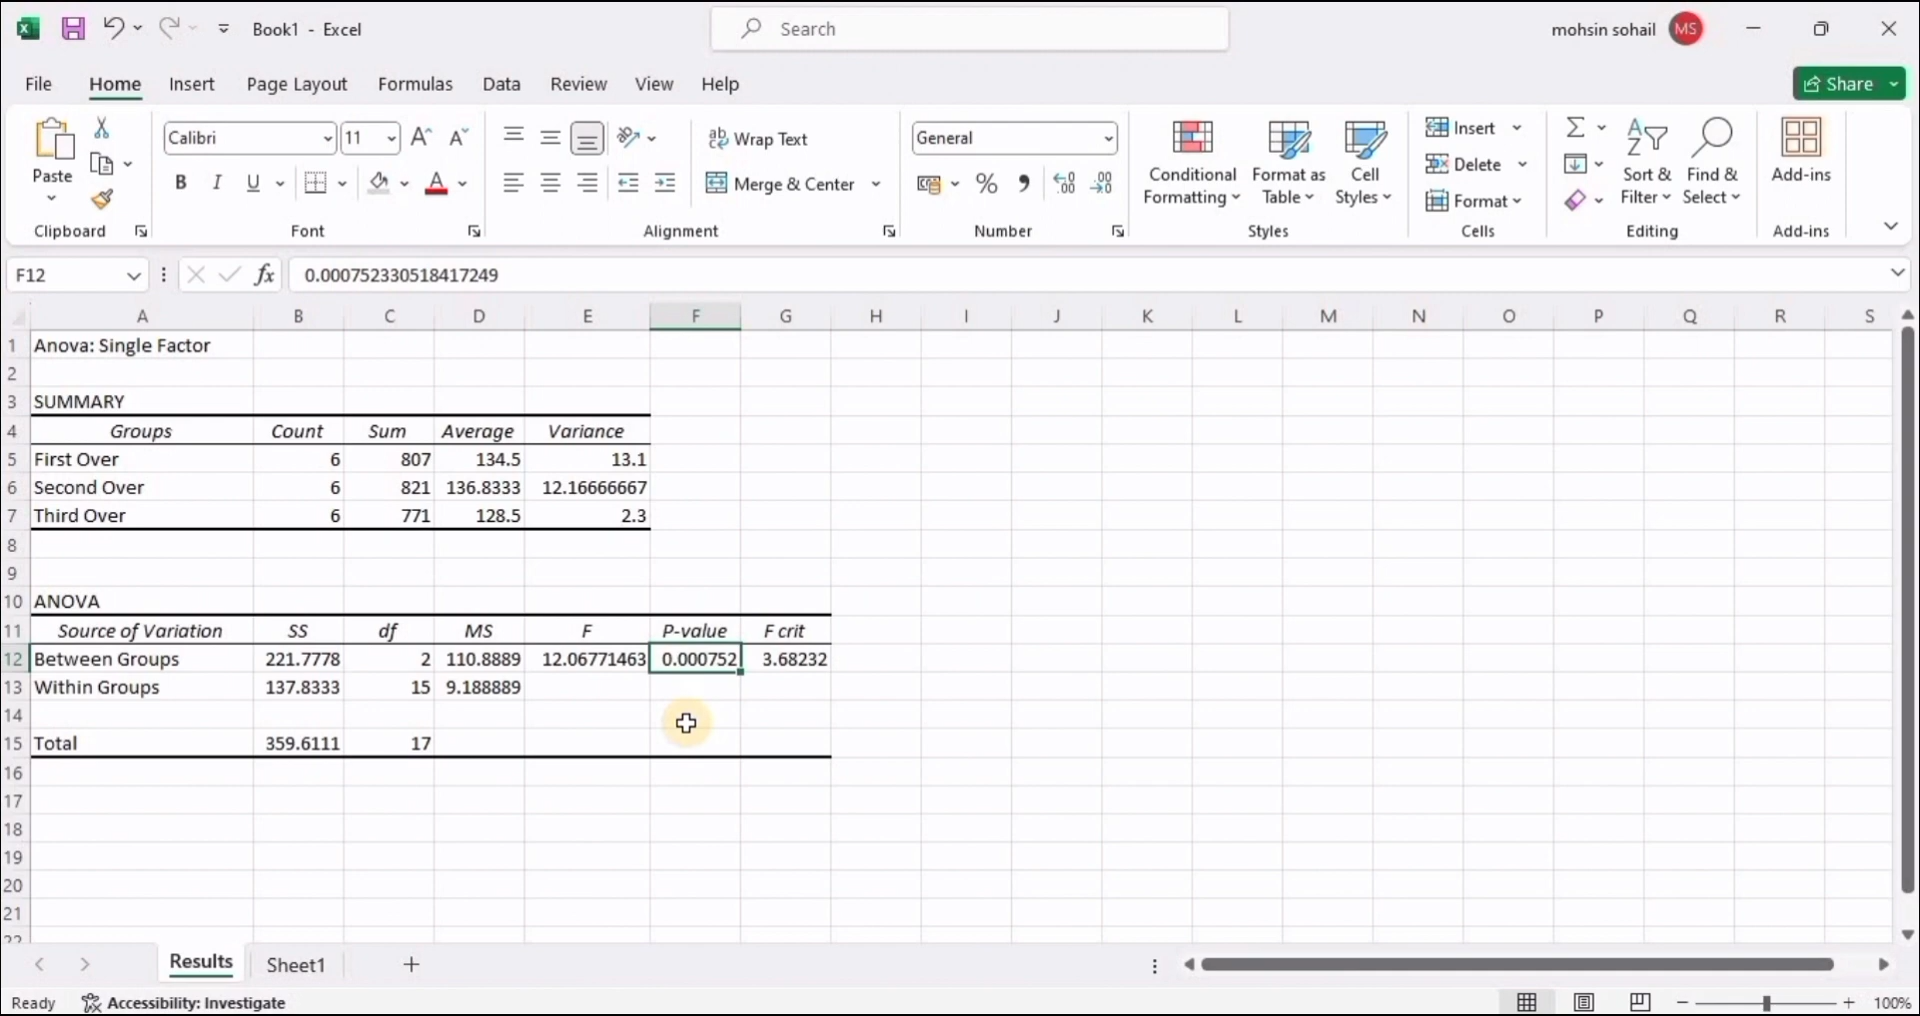 Book1 - Excel
Search
mohsin sohail MS
File Home Insert Page Layout Formulas Data Review View Help Share
Paste
Clipboard
Calibri 11
B I U A
Font
Wrap Text
Merge & Center
Alignment
General
% 
Number
Conditional Formatting
Format as Table
Cell Styles
Styles
Insert
Delete
Format
Cells
Sort & Filter
Find & Select
Editing
Add-ins
Add-ins
F12 fx 0.000752330518417249
A B C D E F G H I J K L M N O P Q R S
1 Anova: Single Factor
2
3 SUMMARY
4 Groups Count Sum Average Variance
5 First Over 6 807 134.5 13.1
6 Second Over 6 821 136.8333 12.16666667
7 Third Over 6 771 128.5 2.3
8
9
10 ANOVA
11 Source of Variation SS df MS F P-value F crit
12 Between Groups 221.7778 2 110.8889 12.06771463 0.000752 3.68232
13 Within Groups 137.8333 15 9.188889
14
15 Total 359.6111 17
16
17
18
19
20
21
22
Results Sheet1
Ready Accessibility: Investigate 100%